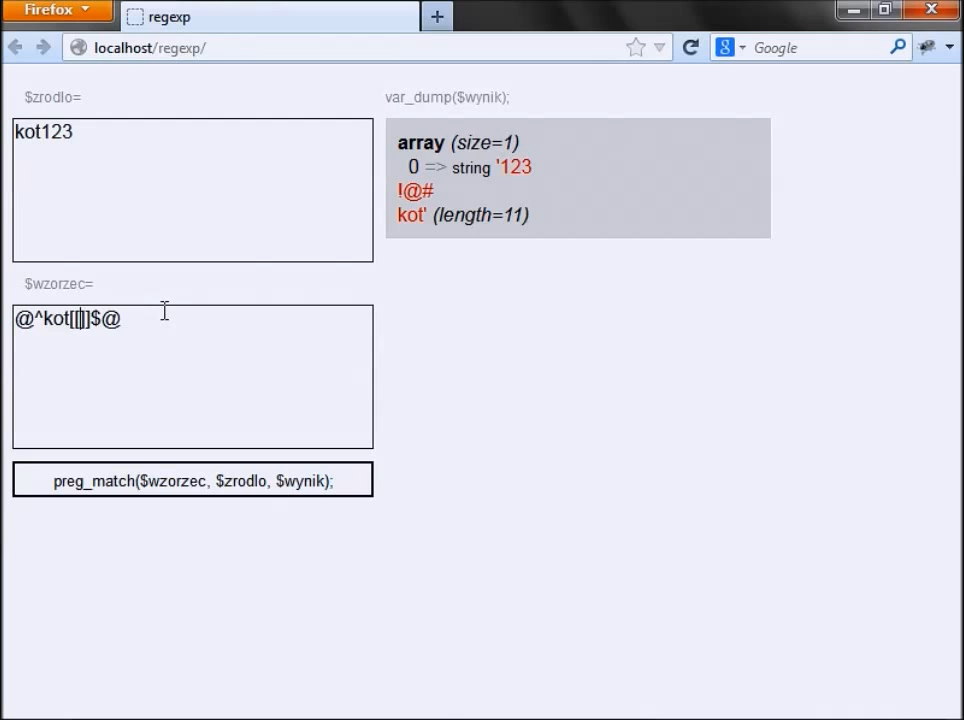 Firefox
regexp
localhost/regexp/
Google
$zrodlo=
kot123
$wzorzec=
@^kot[[]]$@
preg_match($wzorzec, $zrodlo, $wynik);
var_dump($wynik);
array (size=1)
0 => string '123
!@#
kot' (length=11)